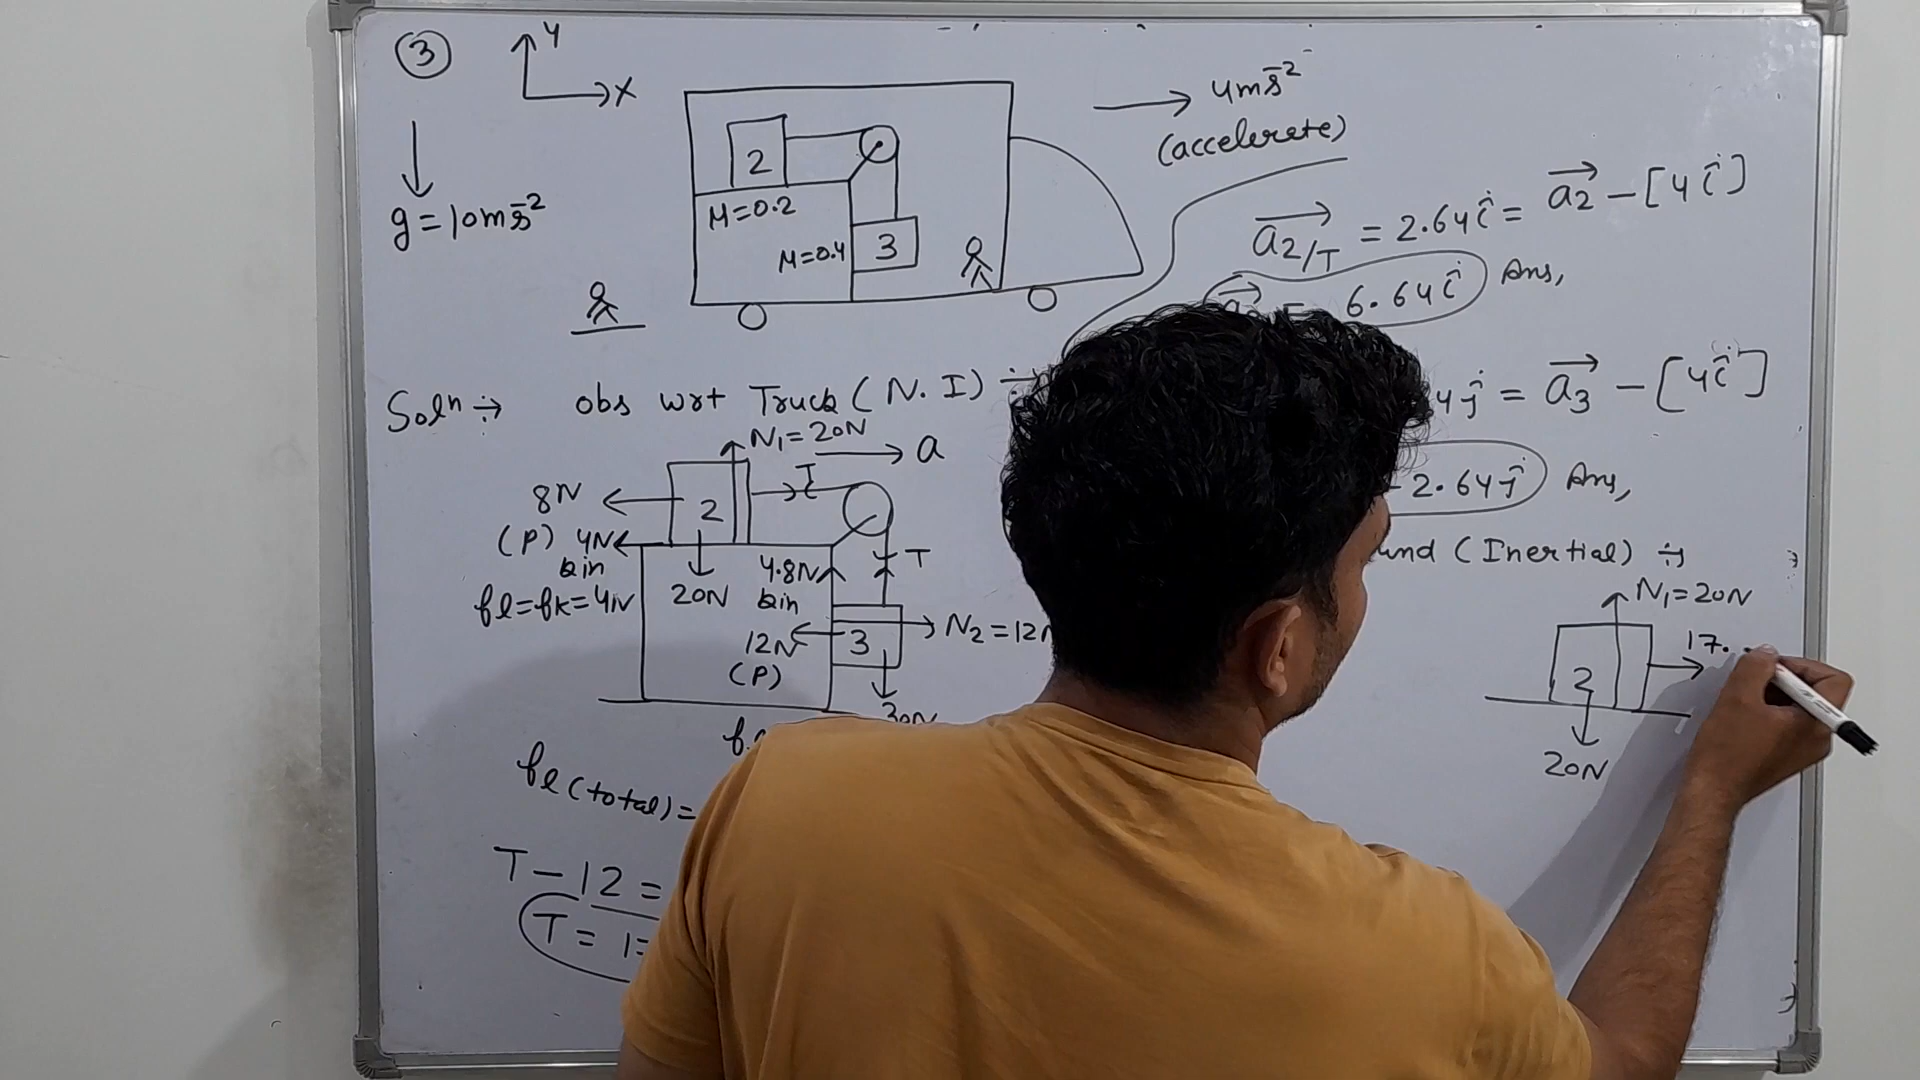 ③
Y
X
g = 10ms⁻²
2
μ=0.2
μ=0.4
3
4ms⁻²
(accelerete)
a2/T = 2.64î = a2 - [4î]
= 6.64î Ans,
4ĵ = a3 - [4î]
- 2.64ĵ Ans,
Solⁿ ÷→ obs wrt Truck (N.I) ÷
N₁=20N
a
8N
(P)
2
T
4N
kin
fl=fk=4N
20N
4.8N
kin
T
12N
(P)
3
N₂=12N
30N
fl(total)=
T-12=
T=
(Inertial) ÷
N₁=20N
17.
2
20N